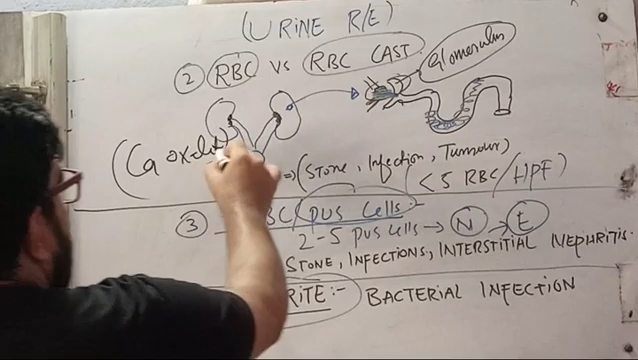 (URINE R/E)
② RBC VS RBC CAST Glomerulus
(Ca oxal
=> (Stone, Infection, Tumour)
< 5 RBC / HPF)
③ BC (pus cells:-
2-5 pus cells → N → E
STONE, INFECTIONS, INTERSTITIAL NEPHRITIS.
RITE:- BACTERIAL INFECTION